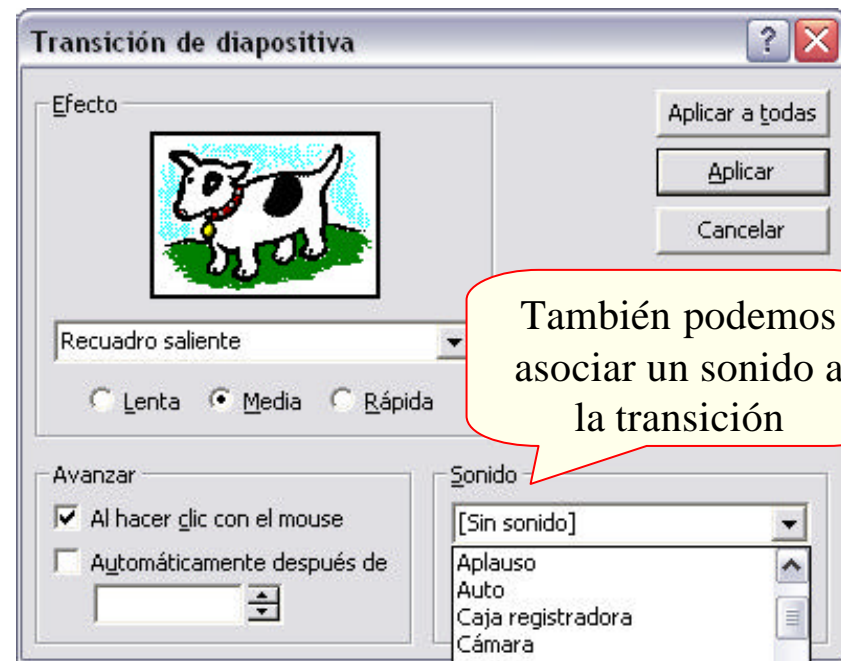 Transición de diapositiva
Efecto
Aplicar a todas
Aplicar
Cancelar
Recuadro saliente
Lenta Media Rápida
También podemos
asociar un sonido a
la transición
Avanzar
Al hacer clic con el mouse
Automáticamente después de
Sonido
[Sin sonido]
Aplauso
Auto
Caja registradora
Cámara